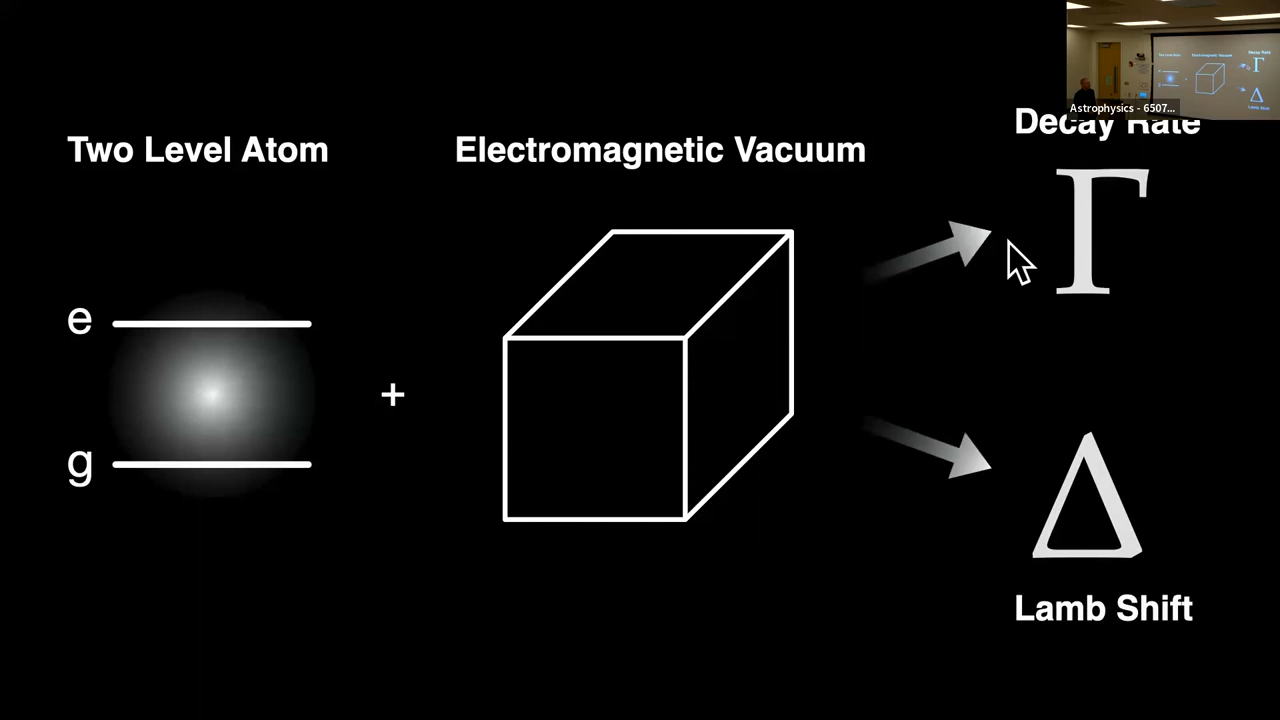 Astrophysics - 6507...
Two Level Atom
Electromagnetic Vacuum
Decay Rate
Γ
e
+
g
Δ
Lamb Shift